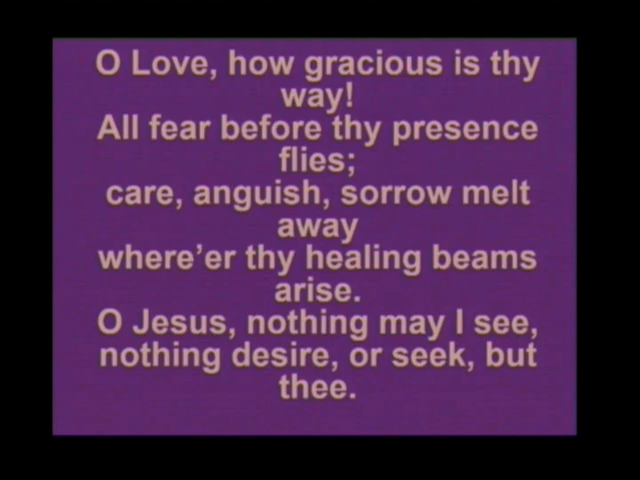 O Love, how gracious is thy
way!
All fear before thy presence
flies;
care, anguish, sorrow melt
away
where’er thy healing beams
arise.
O Jesus, nothing may I see,
nothing desire, or seek, but
thee.